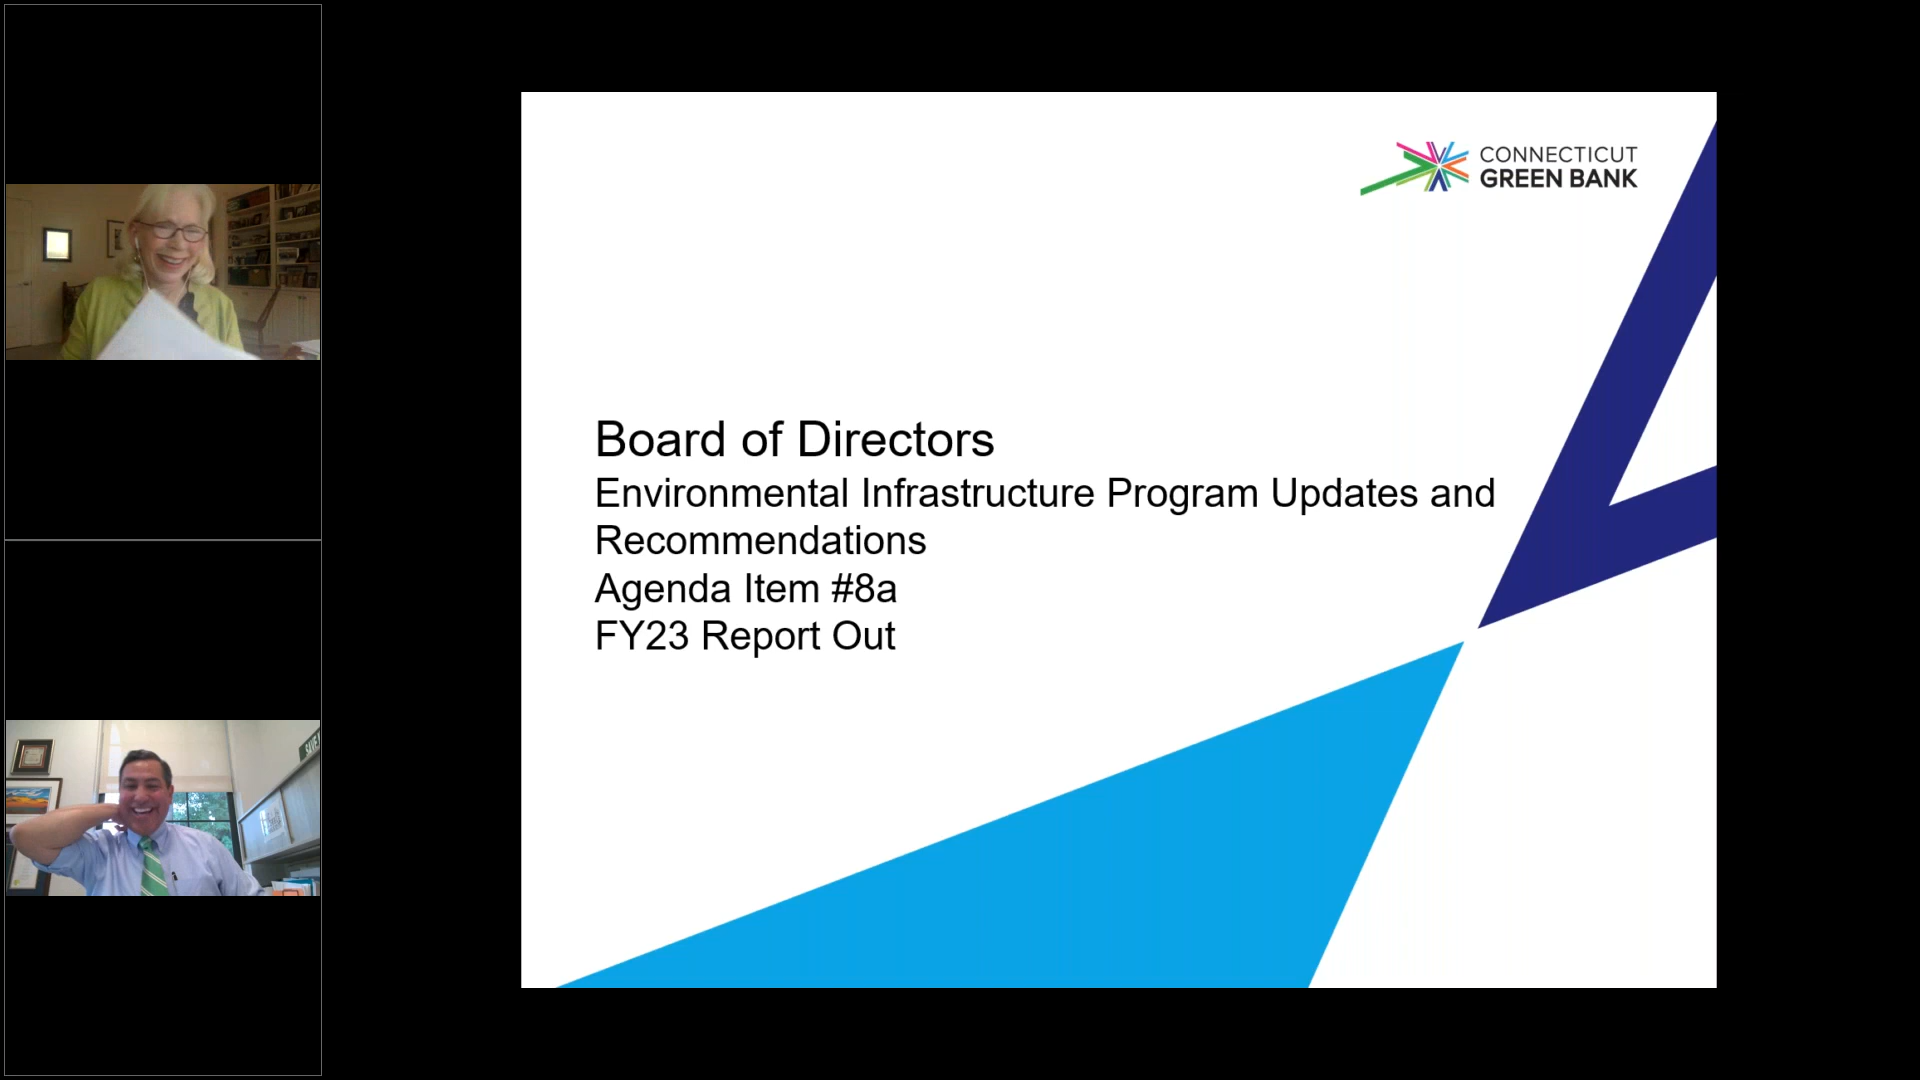 CONNECTICUT
GREEN BANK
Board of Directors
Environmental Infrastructure Program Updates and
Recommendations
Agenda Item #8a
FY23 Report Out